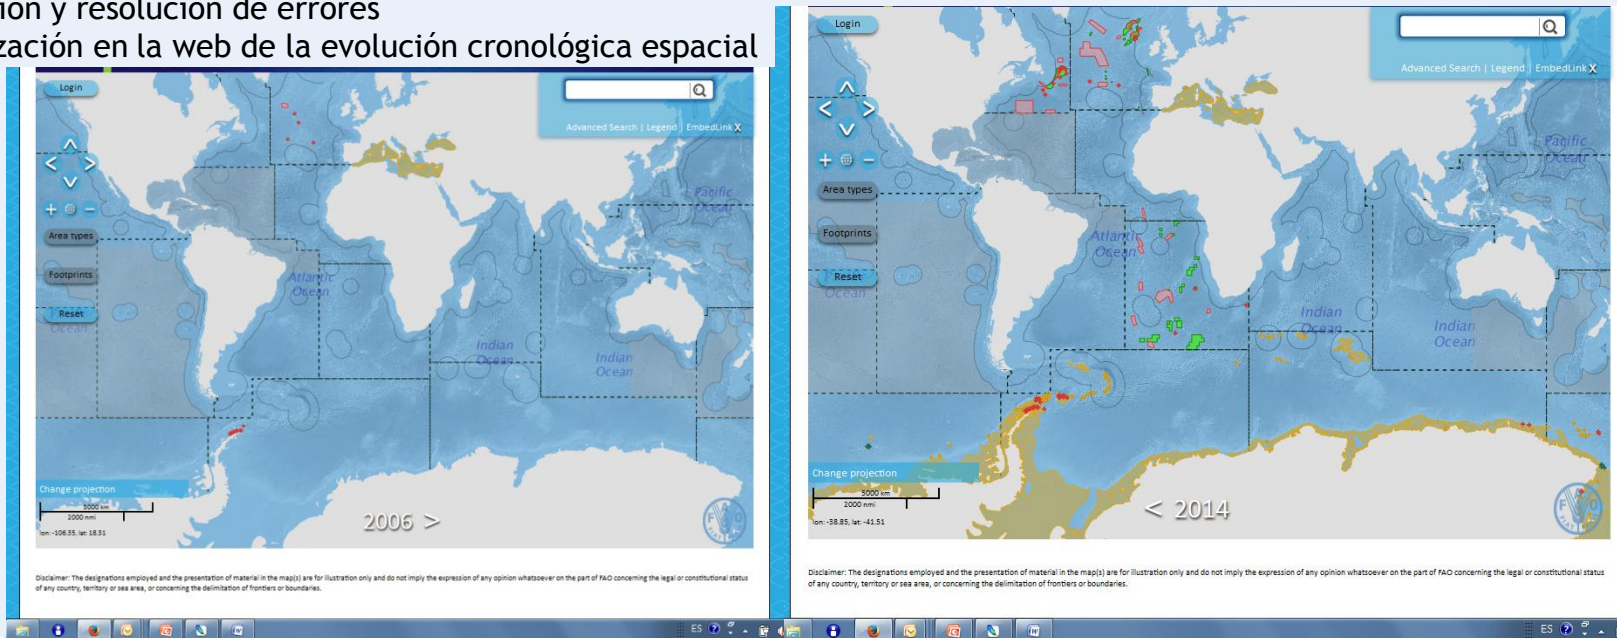 ión y resolución de errores
zación en la web de la evolución cronológica espacial
Login
Advanced Search | Legend | EmbedLink X
Pacific
Ocean
Area types
Footprints
Reset
Ocean
Atlantic
Ocean
Indian
Ocean
Indian
Ocean
Change projection
3000 km
2000 nmi
lon: -106.35, lat: 18.51
2006 >
FAO
Disclaimer: The designations employed and the presentation of material in the map(s) are for illustration only and do not imply the expression of any opinion whatsoever on the part of FAO concerning the legal or constitutional status
of any country, territory or sea area, or concerning the delimitation of frontiers or boundaries.
ES
Login
Advanced Search | Legend | EmbedLink X
Pacific
Ocean
Area types
Footprints
Reset
Ocean
Atlantic
Ocean
Indian
Ocean
Indian
Ocean
Change projection
5000 km
2000 nmi
lon: -38.85, lat: -41.51
< 2014
FAO
Disclaimer: The designations employed and the presentation of material in the map(s) are for illustration only and do not imply the expression of any opinion whatsoever on the part of FAO concerning the legal or constitutional status
of any country, territory or sea area, or concerning the delimitation of frontiers or boundaries.
ES